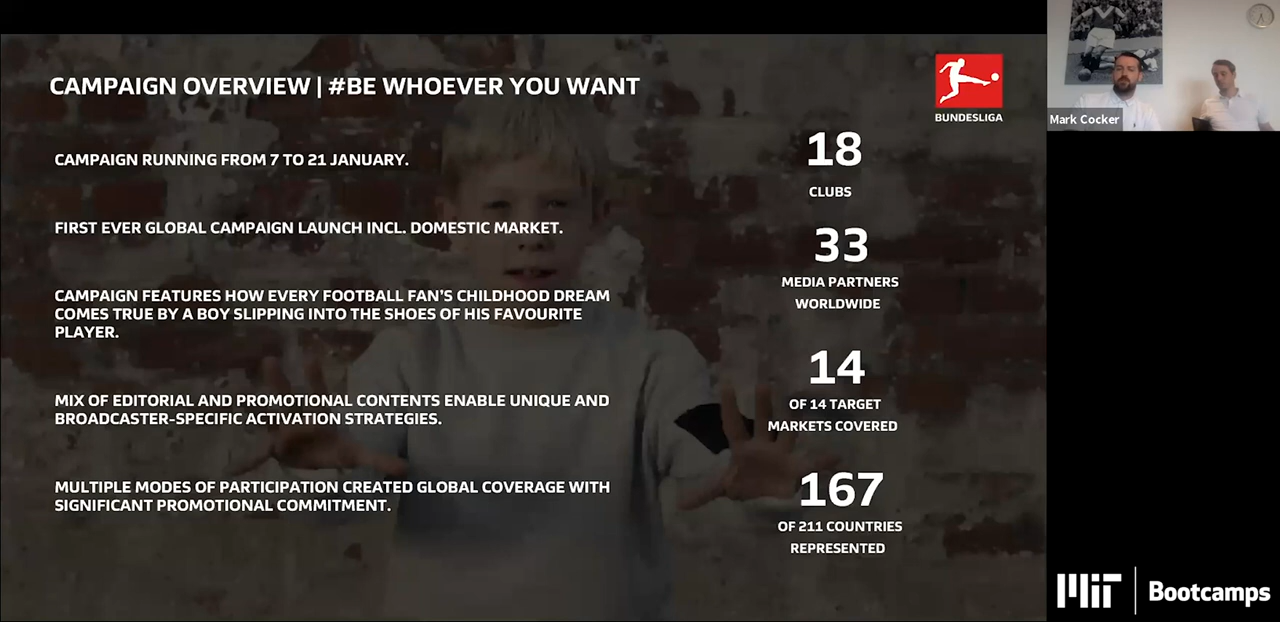 CAMPAIGN OVERVIEW | #BE WHOEVER YOU WANT
CAMPAIGN RUNNING FROM 7 TO 21 JANUARY.
FIRST EVER GLOBAL CAMPAIGN LAUNCH INCL. DOMESTIC MARKET.
CAMPAIGN FEATURES HOW EVERY FOOTBALL FAN’S CHILDHOOD DREAM
COMES TRUE BY A BOY SLIPPING INTO THE SHOES OF HIS FAVOURITE
PLAYER.
MIX OF EDITORIAL AND PROMOTIONAL CONTENTS ENABLE UNIQUE AND
BROADCASTER-SPECIFIC ACTIVATION STRATEGIES.
MULTIPLE MODES OF PARTICIPATION CREATED GLOBAL COVERAGE WITH
SIGNIFICANT PROMOTIONAL COMMITMENT.
BUNDESLIGA
18
CLUBS
33
MEDIA PARTNERS
WORLDWIDE
14
OF 14 TARGET
MARKETS COVERED
167
OF 211 COUNTRIES
REPRESENTED
Mark Cocker
MIT Bootcamps